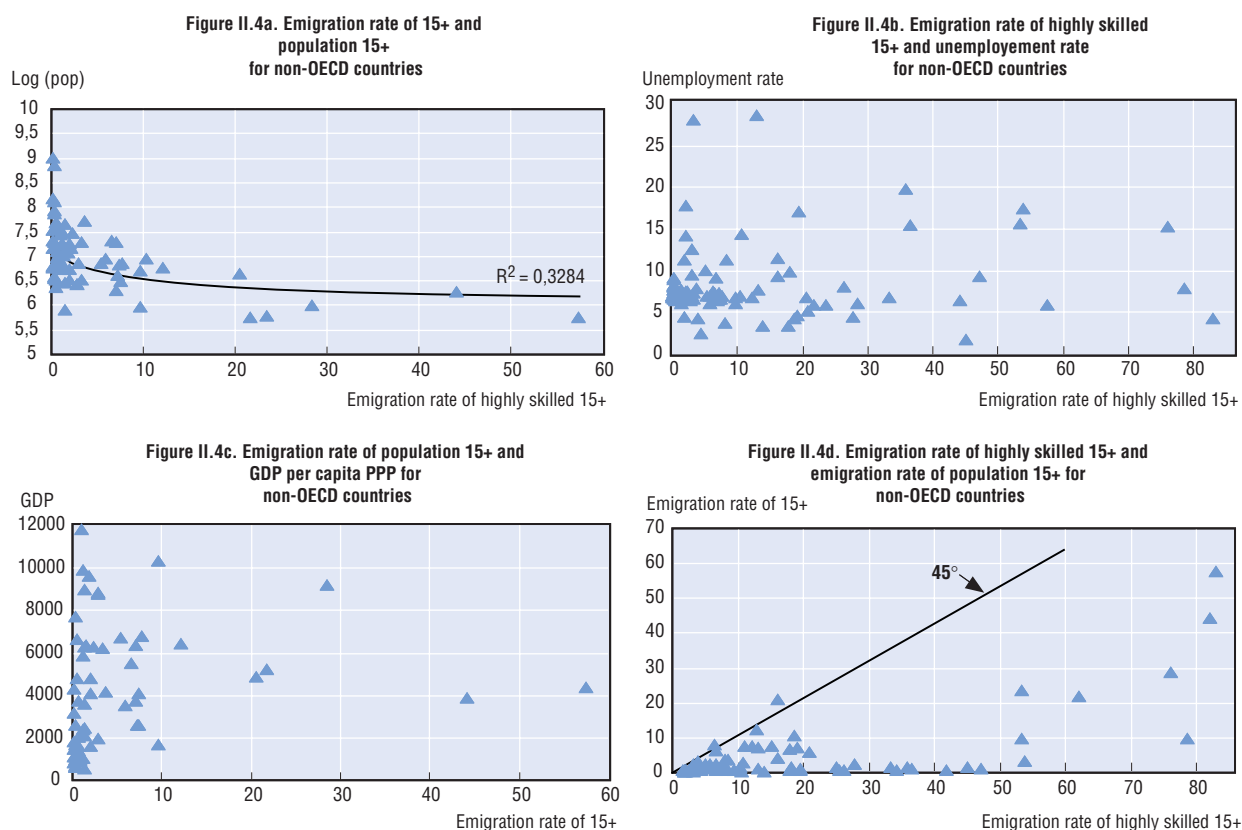 Figure II.4a. Emigration rate of 15+ and
population 15+
for non-OECD countries
Log (pop)
10
9,5
9
8,5
8
7,5
7
6,5
6
5,5
5
R² = 0,3284
0 10 20 30 40 50 60
Emigration rate of highly skilled 15+
Figure II.4b. Emigration rate of highly skilled
15+ and unemployement rate
for non-OECD countries
Unemployment rate
30
25
20
15
10
5
0
0 10 20 30 40 50 60 70 80
Emigration rate of highly skilled 15+
Figure II.4c. Emigration rate of population 15+ and
GDP per capita PPP for
non-OECD countries
GDP
12000
10000
8000
6000
4000
2000
0
0 10 20 30 40 50 60
Emigration rate of 15+
Figure II.4d. Emigration rate of highly skilled 15+ and
emigration rate of population 15+ for
non-OECD countries
Emigration rate of 15+
70
60
50
40
30
20
10
0
45°
0 10 20 30 40 50 60 70 80
Emigration rate of highly skilled 15+